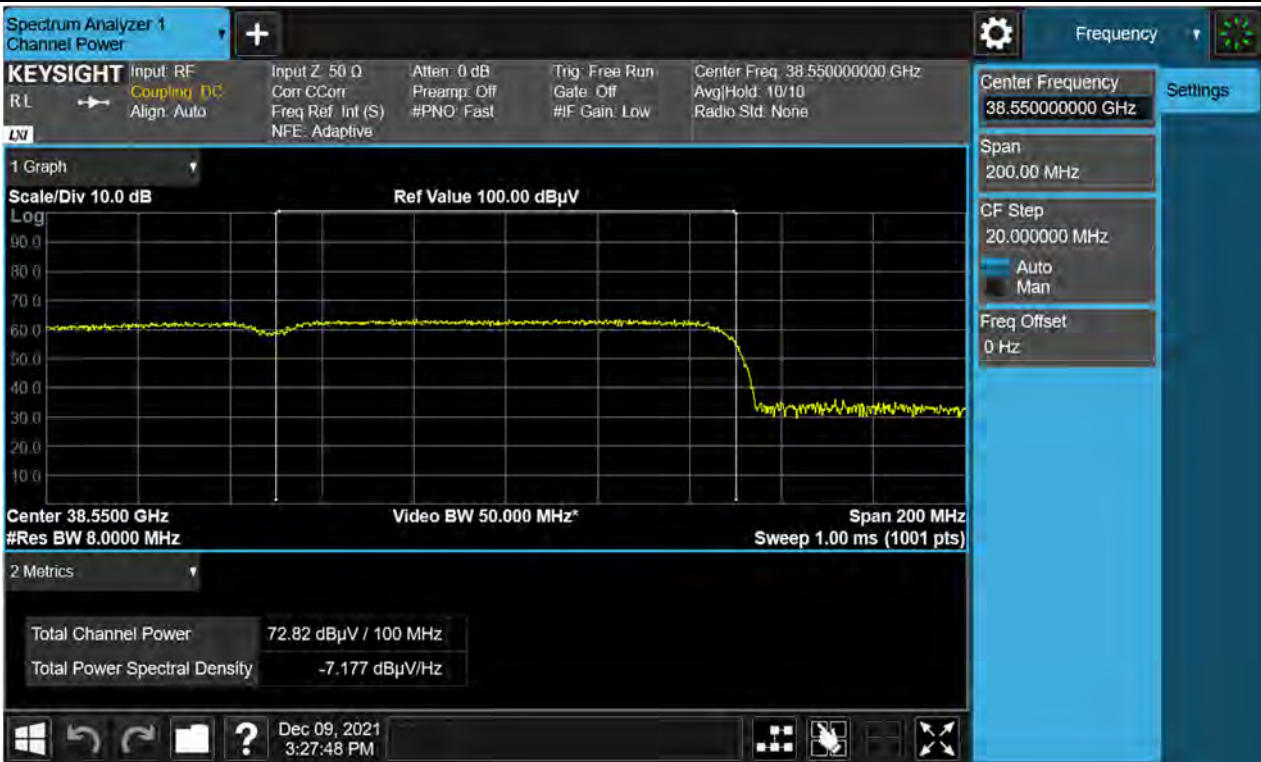 Spectrum Analyzer 1
Channel Power
+
Frequency
KEYSIGHT
R L
LXI
Input: RF
Coupling: DC
Align: Auto
Input Z: 50 Ω
Corr CCorr
Freq Ref: Int (S)
NFE: Adaptive
Atten: 0 dB
Preamp: Off
#PNO: Fast
Trig: Free Run
Gate: Off
#IF Gain: Low
Center Freq: 38.550000000 GHz
Avg|Hold: 10/10
Radio Std: None
Center Frequency
38.550000000 GHz
Settings
Span
200.00 MHz
CF Step
20.000000 MHz
Auto
Man
Freq Offset
0 Hz
1 Graph
Scale/Div 10.0 dB
Ref Value 100.00 dBµV
Log
90.0
80.0
70.0
60.0
50.0
40.0
30.0
20.0
10.0
Center 38.5500 GHz
Video BW 50.000 MHz*
Span 200 MHz
#Res BW 8.0000 MHz
Sweep 1.00 ms (1001 pts)
2 Metrics
Total Channel Power
72.82 dBµV / 100 MHz
Total Power Spectral Density
-7.177 dBµV/Hz
?
Dec 09, 2021
3:27:48 PM